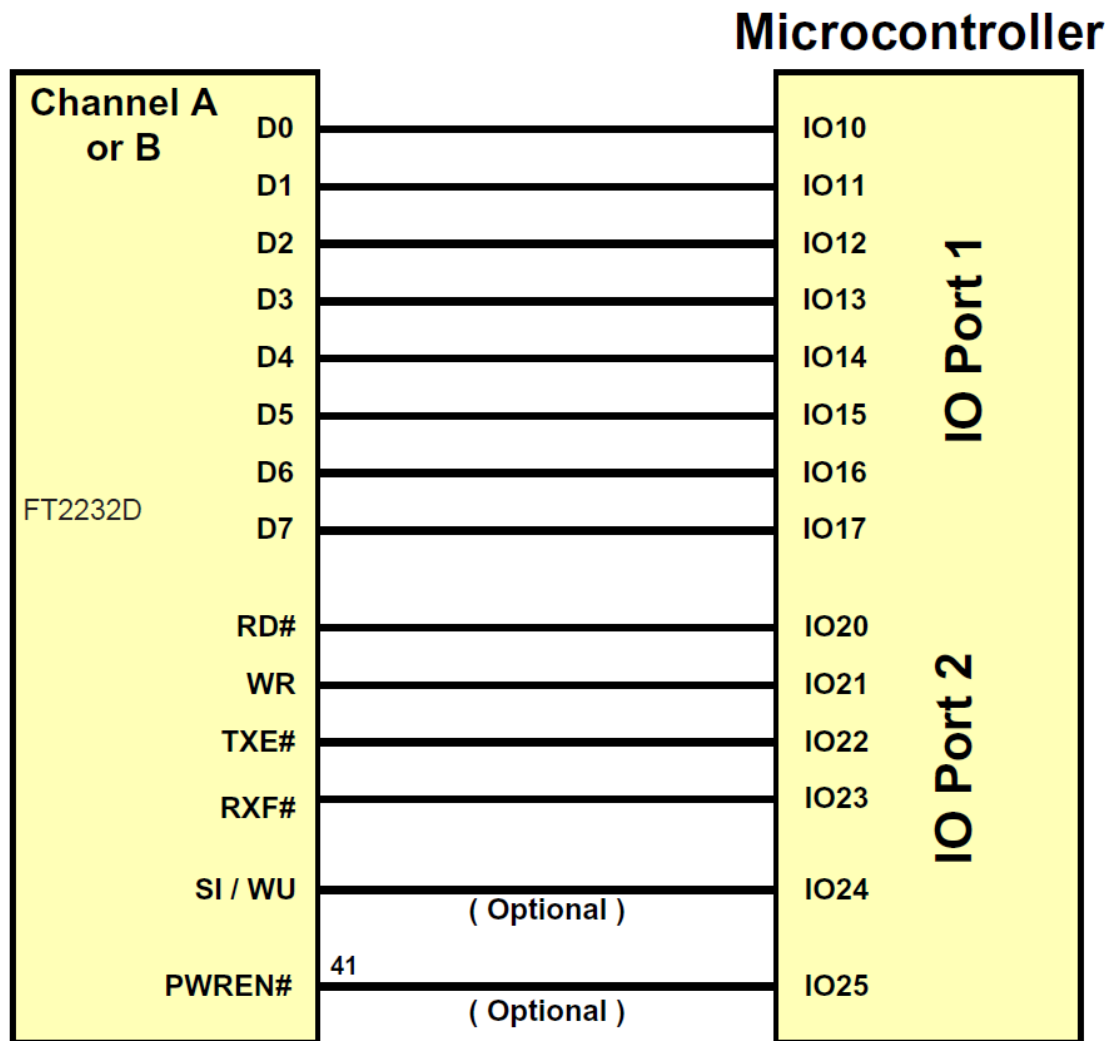 Microcontroller
Channel A
or B
D0
IO10
D1
IO11
D2
IO12
D3
IO13
D4
IO14
D5
IO15
D6
IO16
D7
IO17
IO Port 1
FT2232D
RD#
IO20
WR
IO21
TXE#
IO22
RXF#
IO23
SI / WU
( Optional )
IO24
PWREN#
41
( Optional )
IO25
IO Port 2